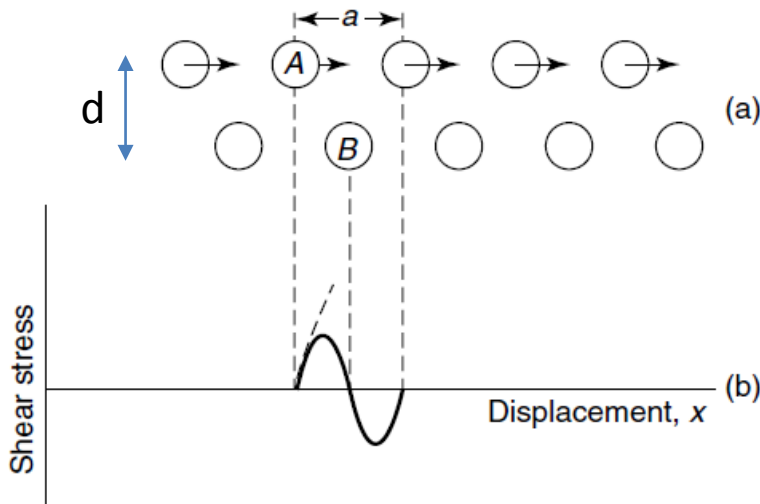 a
A
d
(a)
B
Shear stress
(b)
Displacement, x